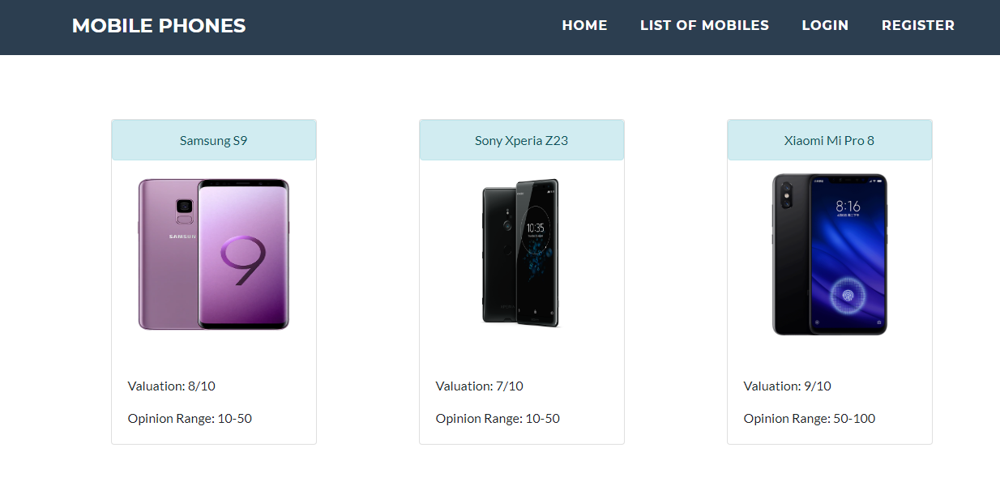 MOBILE PHONES
HOME
LIST OF MOBILES
LOGIN
REGISTER
Samsung S9
SAMSUN
9
Valuation: 8/10
Opinion Range: 10-50
Sony Xperia Z23
10:35
Valuation: 7/10
Opinion Range: 10-50
Xiaomi Mi Pro 8
8:16
Valuation: 9/10
Opinion Range: 50-100